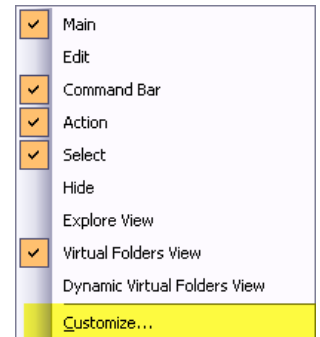 Main
Edit
Command Bar
Action
Select
Hide
Explore View
Virtual Folders View
Dynamic Virtual Folders View
Customize...